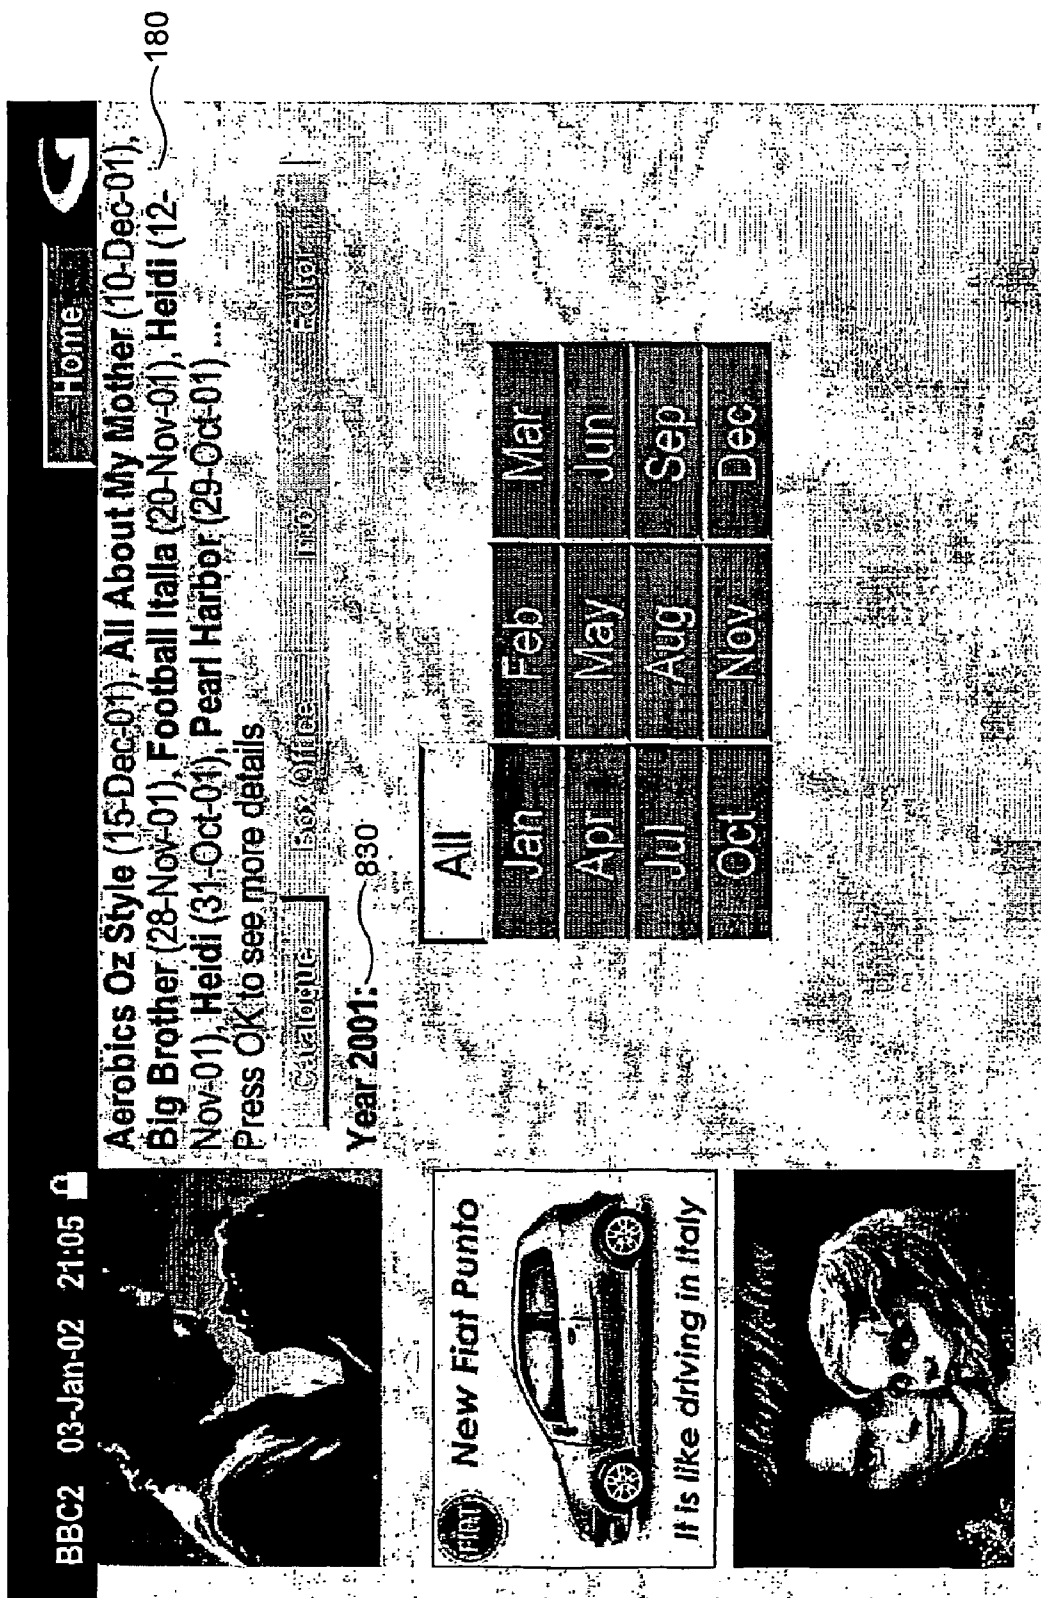 BBC2 03-Jan-02 21:05
Home
Aerobics Oz Style (15-Dec-01), All About My Mother (10-Dec-01),
Big Brother (28-Nov-01), Football Italla (20-Nov-01), Heidi (12-
Nov-01), Heidi (31-Oct-01), Pearl Harbor (29-Oct-01) ...
Press OK to see more details
180
Catalogue Box Office Info Editor
Year 2001:
830
All
Jan Feb Mar
Apr May Jun
Jul Aug Sep
Oct Nov Dec
FIAT New Fiat Punto
It is like driving in Italy